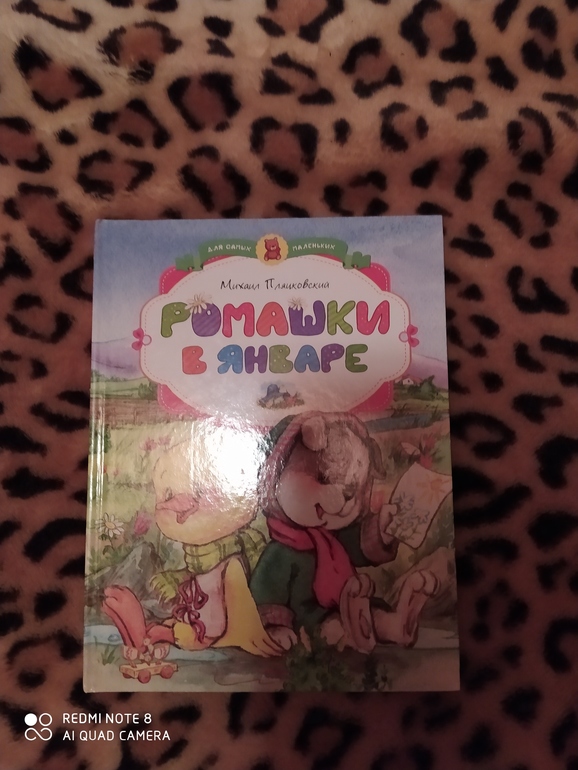 ДЛЯ САМЫХ МАЛЕНЬКИХ
Михаил Пляцковский
РОМАШКИ
В ЯНВАРЕ
REDMI NOTE 8
AI QUAD CAMERA